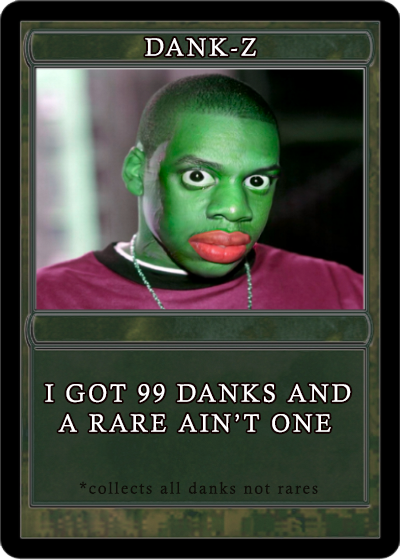 DANK-Z
I GOT 99 DANKS AND
A RARE AIN'T ONE
*collects all danks not rares